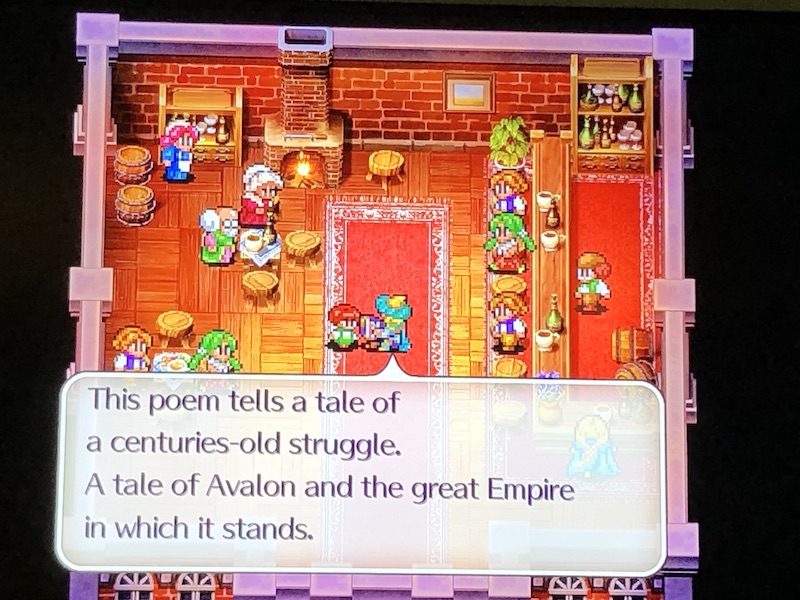 This poem tells a tale of
a centuries-old struggle.
A tale of Avalon and the great Empire
in which it stands.